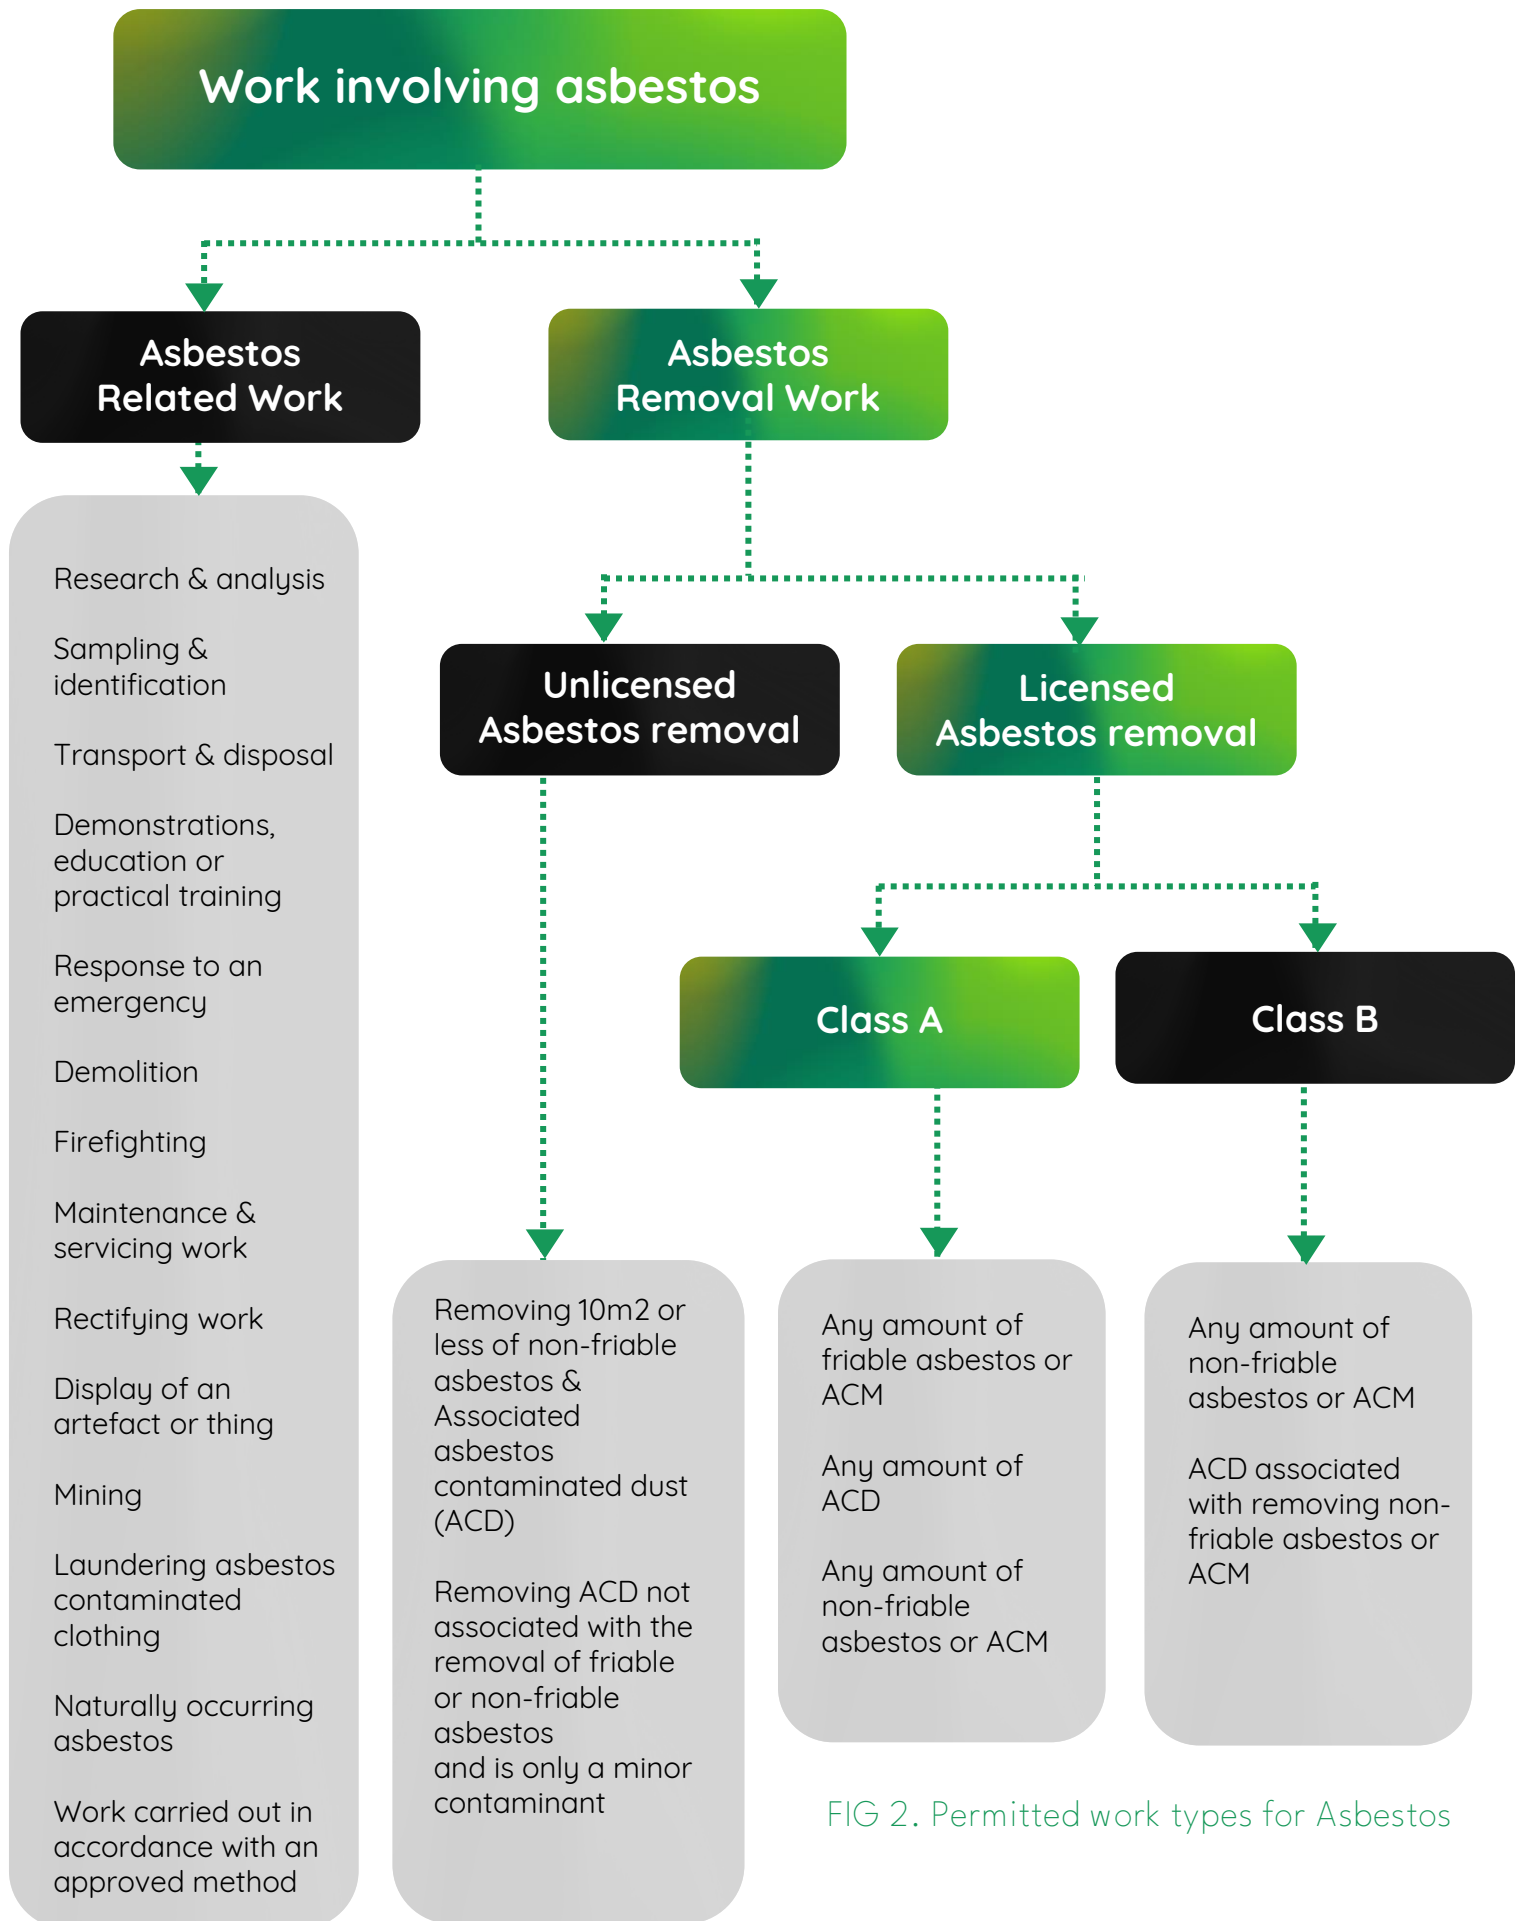 Work involving asbestos
Asbestos
Related Work
Asbestos
Removal Work
Research & analysis
Sampling &
identification
Transport & disposal
Demonstrations,
education or
practical training
Response to an
emergency
Demolition
Firefighting
Maintenance &
servicing work
Rectifying work
Display of an
artefact or thing
Mining
Laundering asbestos
contaminated
clothing
Naturally occurring
asbestos
Work carried out in
accordance with an
approved method
Unlicensed
Asbestos removal
Licensed
Asbestos removal
Class A
Class B
Removing 10m2 or
less of non-friable
asbestos &
Associated
asbestos
contaminated dust
(ACD)
Removing ACD not
associated with the
removal of friable
or non-friable
asbestos
and is only a minor
contaminant
Any amount of
friable asbestos or
ACM
Any amount of
ACD
Any amount of
non-friable
asbestos or ACM
Any amount of
non-friable
asbestos or ACM
ACD associated
with removing non-
friable asbestos or
ACM
FIG 2. Permitted work types for Asbestos